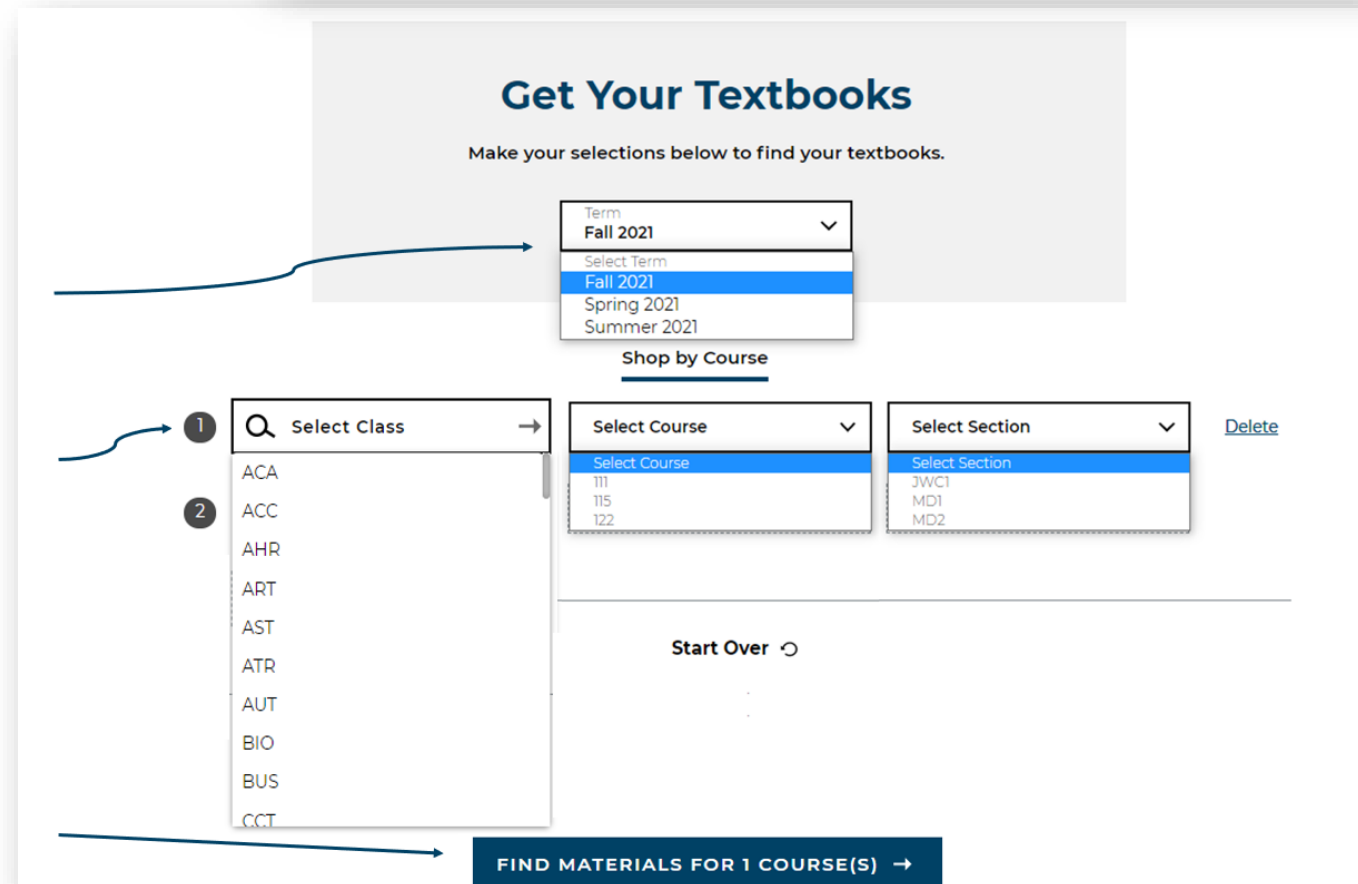 Get Your Textbooks
Make your selections below to find your textbooks.
Term
Fall 2021
Select Term
Fall 2021
Spring 2021
Summer 2021
Shop by Course
1
Select Class
Select Course
Select Section
Delete
2
ACA
ACC
AHR
ART
AST
ATR
AUT
BIO
BUS
CCT
Select Course
111
115
122
Select Section
JWC1
MD1
MD2
Start Over
FIND MATERIALS FOR 1 COURSE(S) →